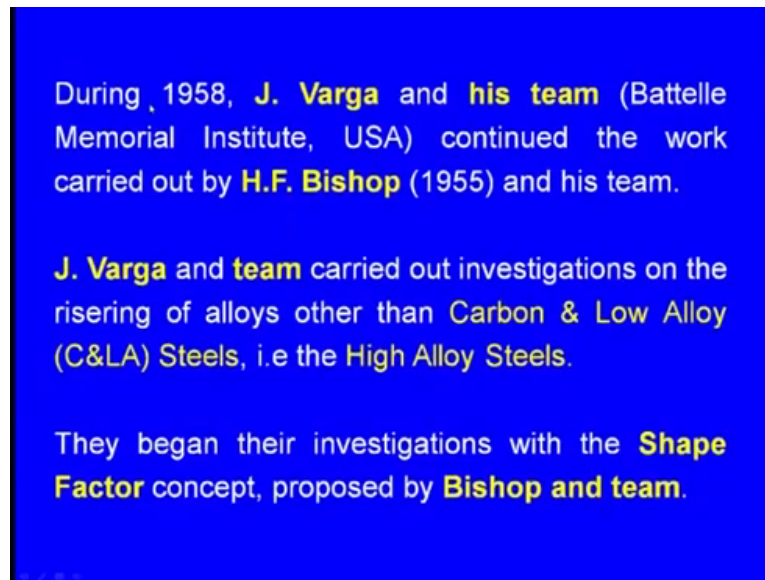 During 1958, J. Varga and his team (Battelle
Memorial Institute, USA) continued the work
carried out by H.F. Bishop (1955) and his team.
J. Varga and team carried out investigations on the
risering of alloys other than Carbon & Low Alloy
(C&LA) Steels, i.e the High Alloy Steels.
They began their investigations with the Shape
Factor concept, proposed by Bishop and team.